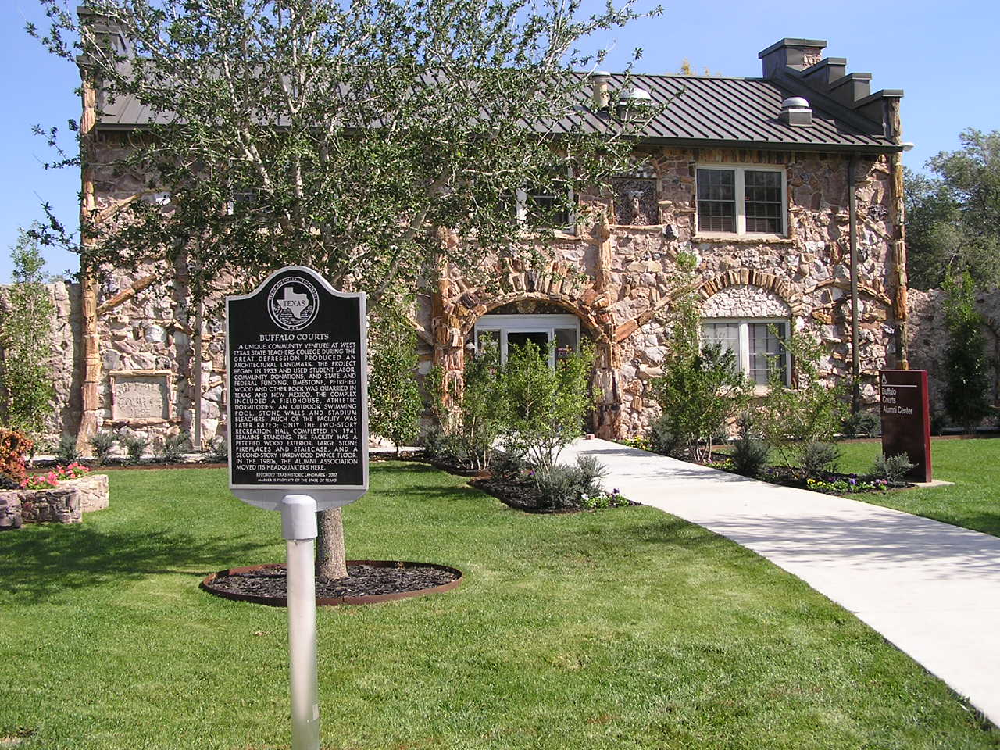 TEXAS
BUFFALO COURTS
A UNIQUE COMMUNITY VENTURE AT WEST
TEXAS STATE TEACHERS COLLEGE DURING THE
GREAT DEPRESSION PRODUCED AN
ARCHITECTURAL LANDMARK. THE PROJECT
BEGAN IN 1933 AND USED STUDENT LABOR,
COMMUNITY DONATIONS, AND STATE AND
FEDERAL FUNDING. LIMESTONE, PETRIFIED
WOOD AND OTHER ROCK WAS QUARRIED IN
TEXAS AND NEW MEXICO. THE COMPLEX
INCLUDED A FIELDHOUSE, ATHLETIC
DORMITORIES, AN OUTDOOR SWIMMING
POOL, STONE WALLS AND STADIUM
BLEACHERS. MUCH OF THE FACILITY WAS
LATER RAZED; ONLY THE TWO-STORY
RECREATION HALL COMPLETED IN 1941
REMAINS STANDING. THE FACILITY HAS A
PETRIFIED WOOD EXTERIOR, LARGE STONE
FIREPLACES AND STAIRCASE, AND A
SECOND-STORY HARDWOOD DANCE FLOOR.
IN THE 1980s, THE ALUMNI ASSOCIATION
MOVED ITS HEADQUARTERS HERE.
RECORDED TEXAS HISTORIC LANDMARK - 2007
MARKER IS PROPERTY OF THE STATE OF TEXAS
Buffalo
Courts
Alumni Center